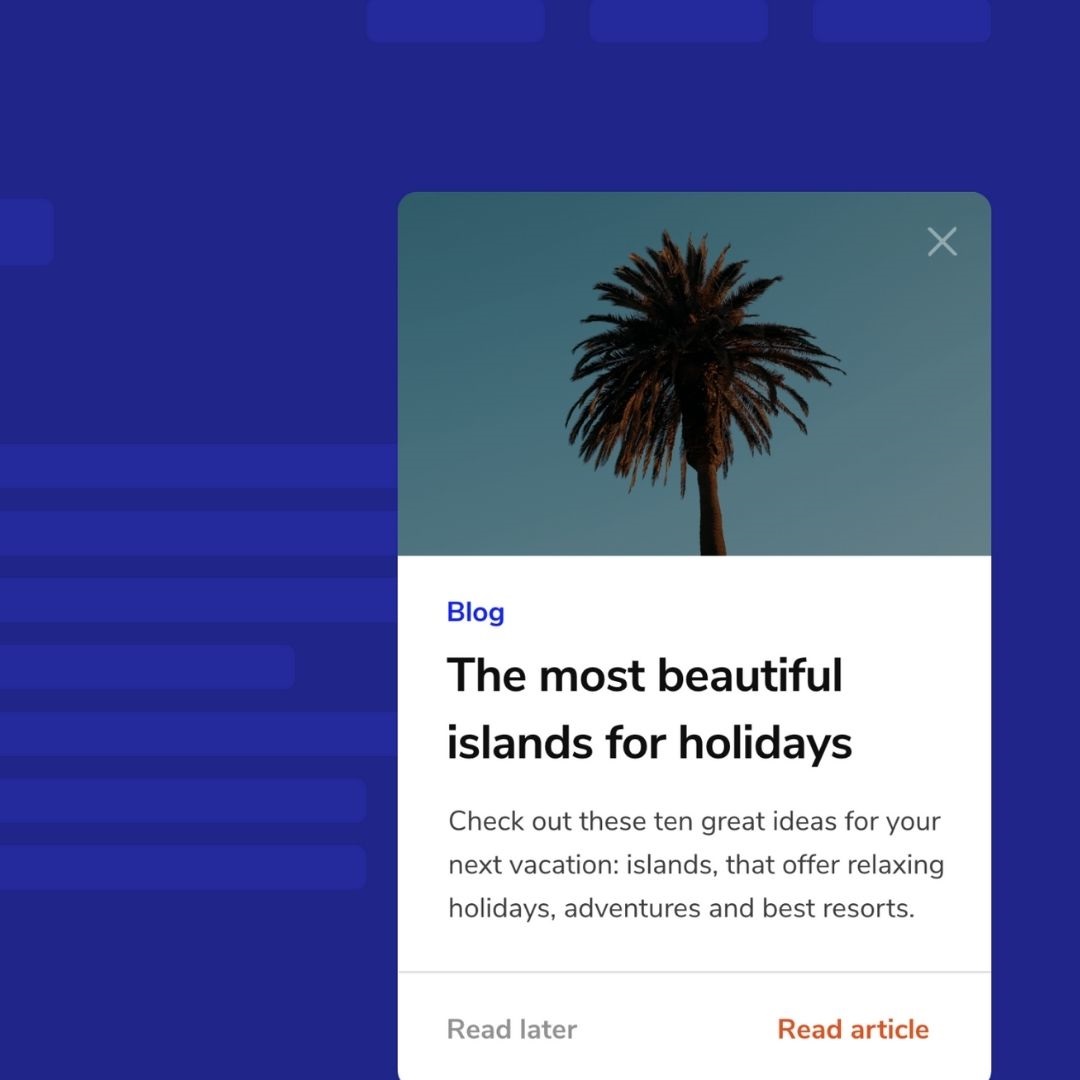 Blog
The most beautiful
islands for holidays
Check out these ten great ideas for your
next vacation: islands, that offer relaxing
holidays, adventures and best resorts.
Read later
Read article